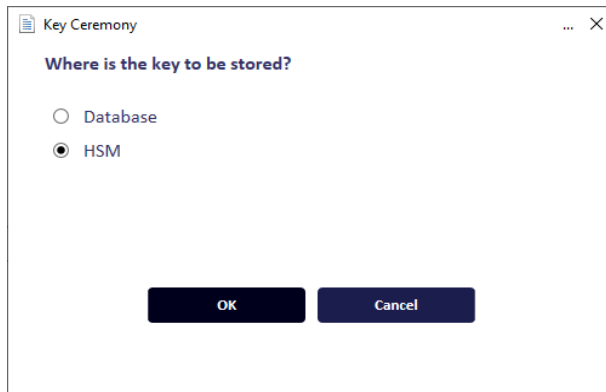 Key Ceremony ...
Where is the key to be stored?
Database
HSM
OK Cancel